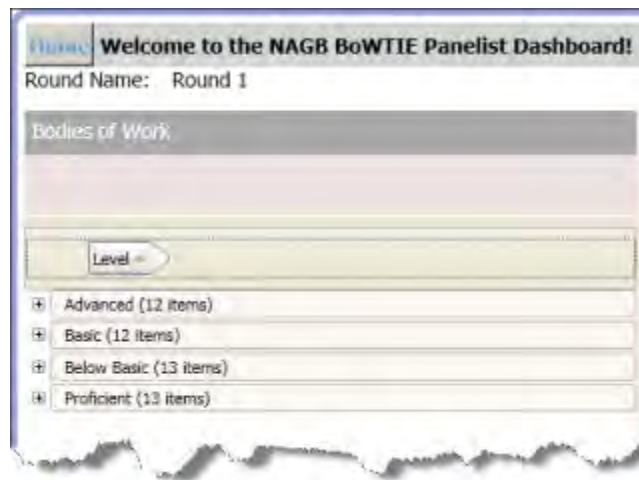 Home Welcome to the NAGB BoWTIE Panelist Dashboard!
Round Name: Round 1
Bodies of Work
Level
Advanced (12 items)
Basic (12 items)
Below Basic (13 items)
Proficient (13 items)